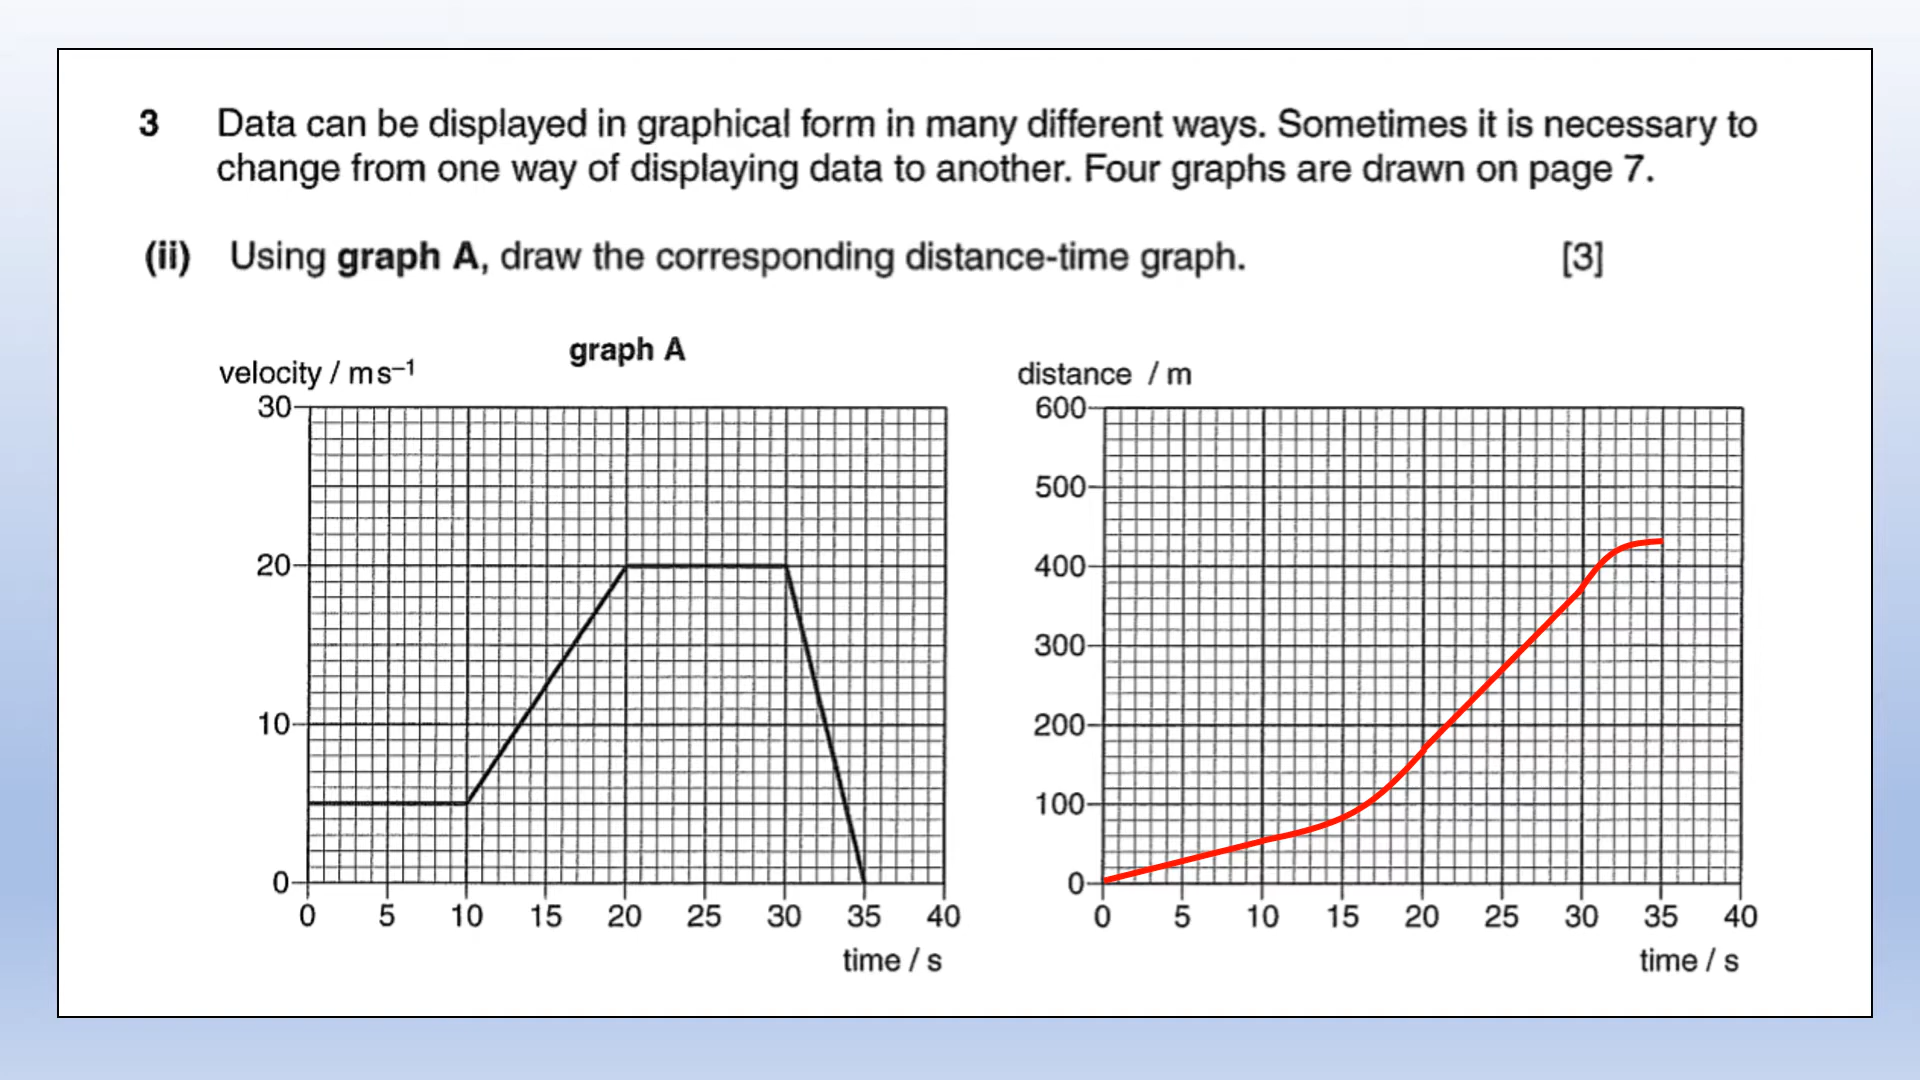 3 Data can be displayed in graphical form in many different ways. Sometimes it is necessary to
change from one way of displaying data to another. Four graphs are drawn on page 7.
(ii) Using graph A, draw the corresponding distance-time graph. [3]
graph A
velocity / m s⁻¹
30
20
10
0
0 5 10 15 20 25 30 35 40
time / s
distance / m
600
500
400
300
200
100
0
0 5 10 15 20 25 30 35 40
time / s